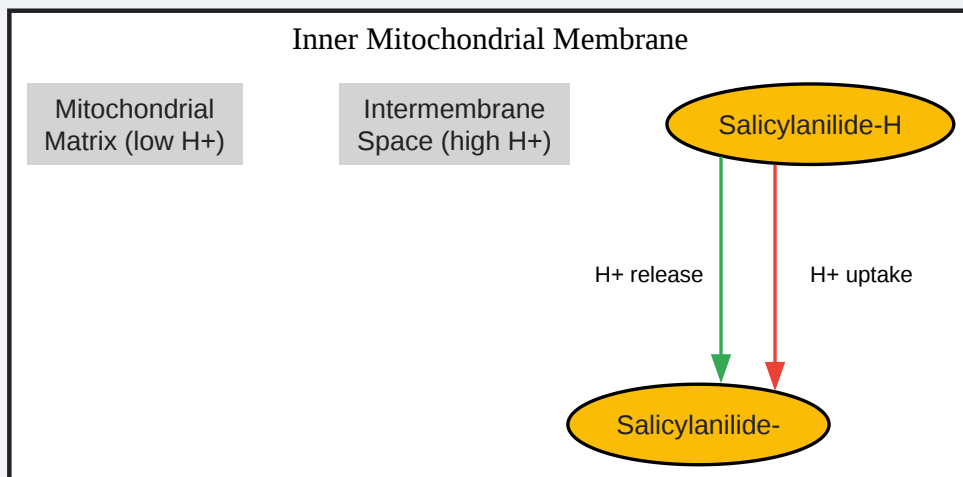 Inner Mitochondrial Membrane
Mitochondrial
Matrix (low H+)
Intermembrane
Space (high H+)
Salicylanilide-H
H+ release
H+ uptake
Salicylanilide-